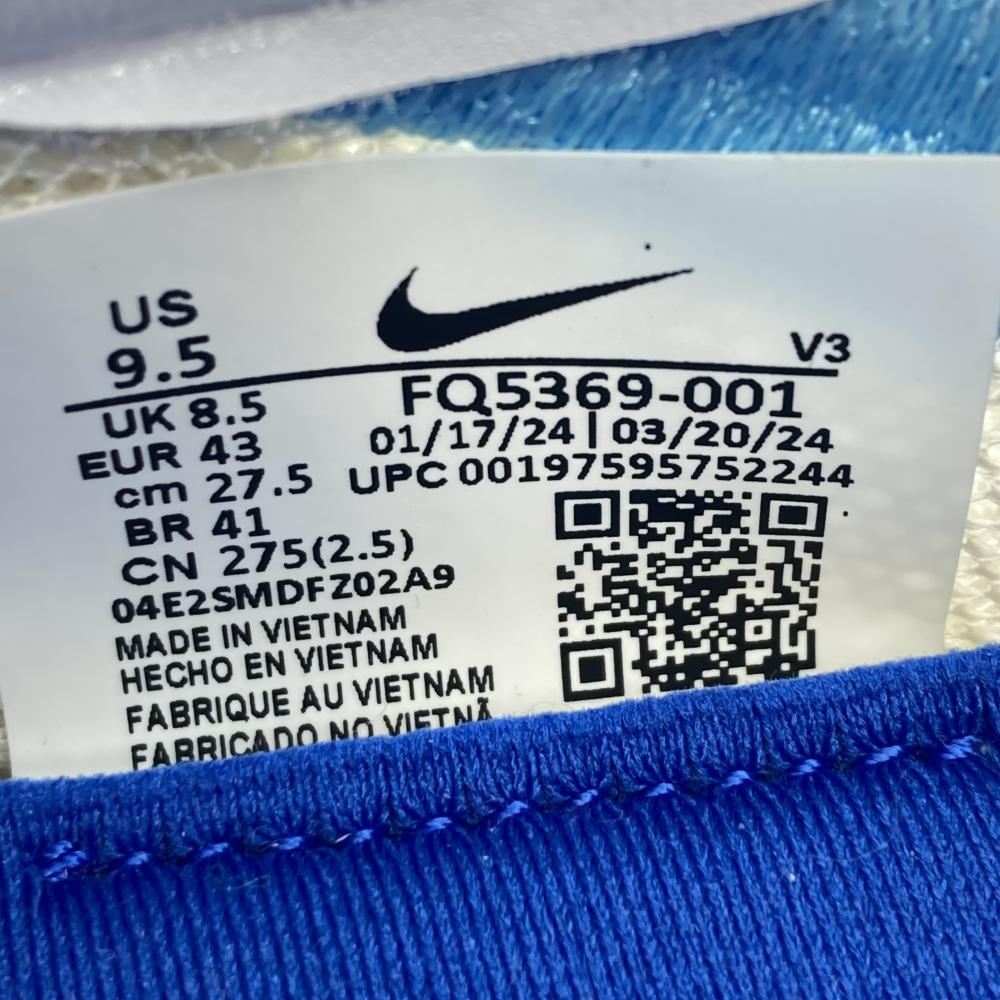 US
9.5
V3
UK 8.5
EUR 43
cm 27.5
BR 41
CN 275(2.5)
04E2SMDFZ02A9
MADE IN VIETNAM
HECHO EN VIETNAM
FABRIQUE AU VIETNAM
FABRICADO NO VIETNÃ
FQ5369-001
01/17/24 | 03/20/24
UPC 00197595752244